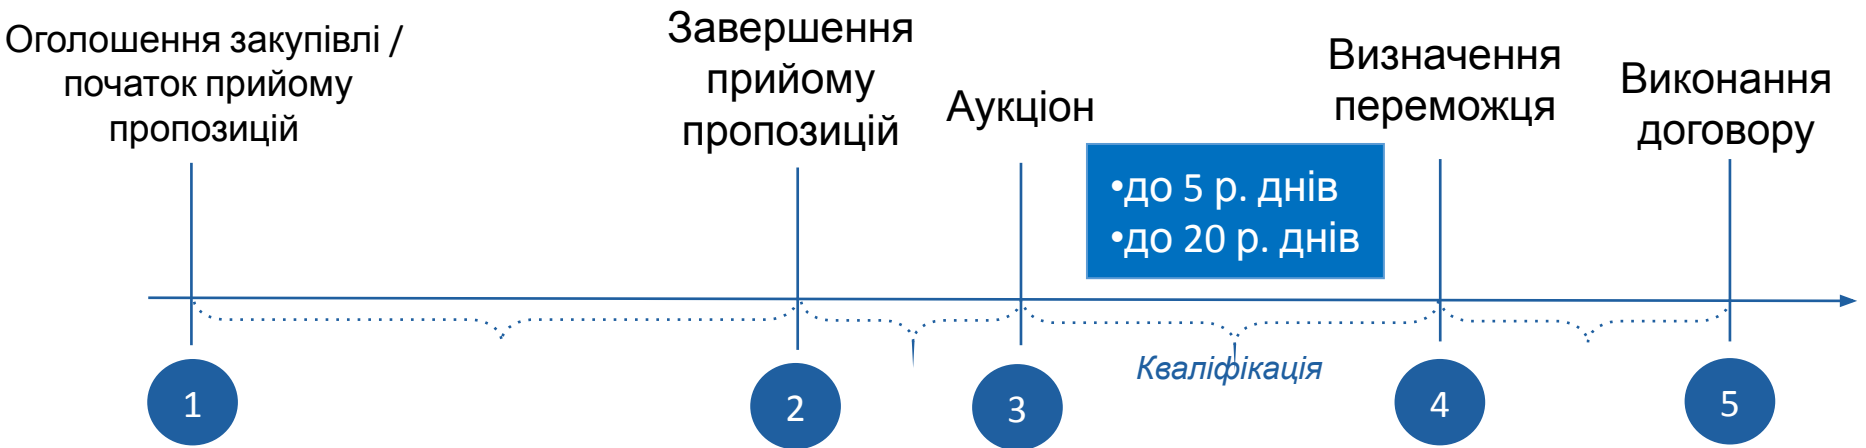 Оголошення закупівлі /
початок прийому
пропозицій
Завершення
прийому
пропозицій
Аукціон
Визначення
переможця
Виконання
договору
•до 5 р. днів
•до 20 р. днів
Кваліфікація
1
2
3
4
5